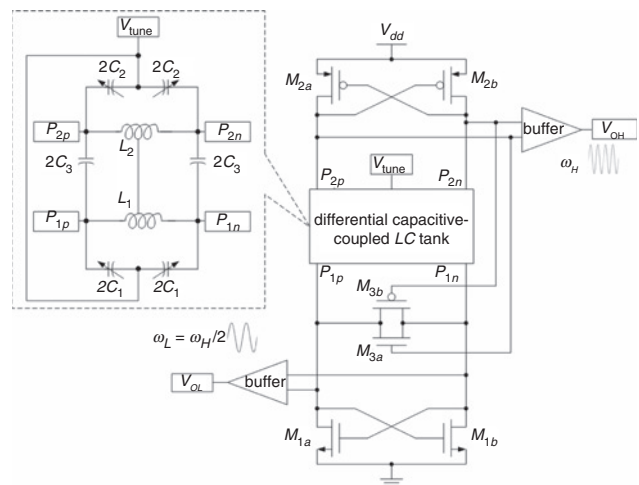 V_tune
2C_2 2C_2
P_2p P_2n
L_2
2C_3 2C_3
L_1
P_1p P_1n
2C_1 2C_1
V_dd
M_2a M_2b
buffer V_OH
ω_H
P_2p V_tune P_2n
differential capacitive-
coupled LC tank
P_1p P_1n
M_3b
M_3a
ω_L = ω_H/2
V_OL buffer
M_1a M_1b